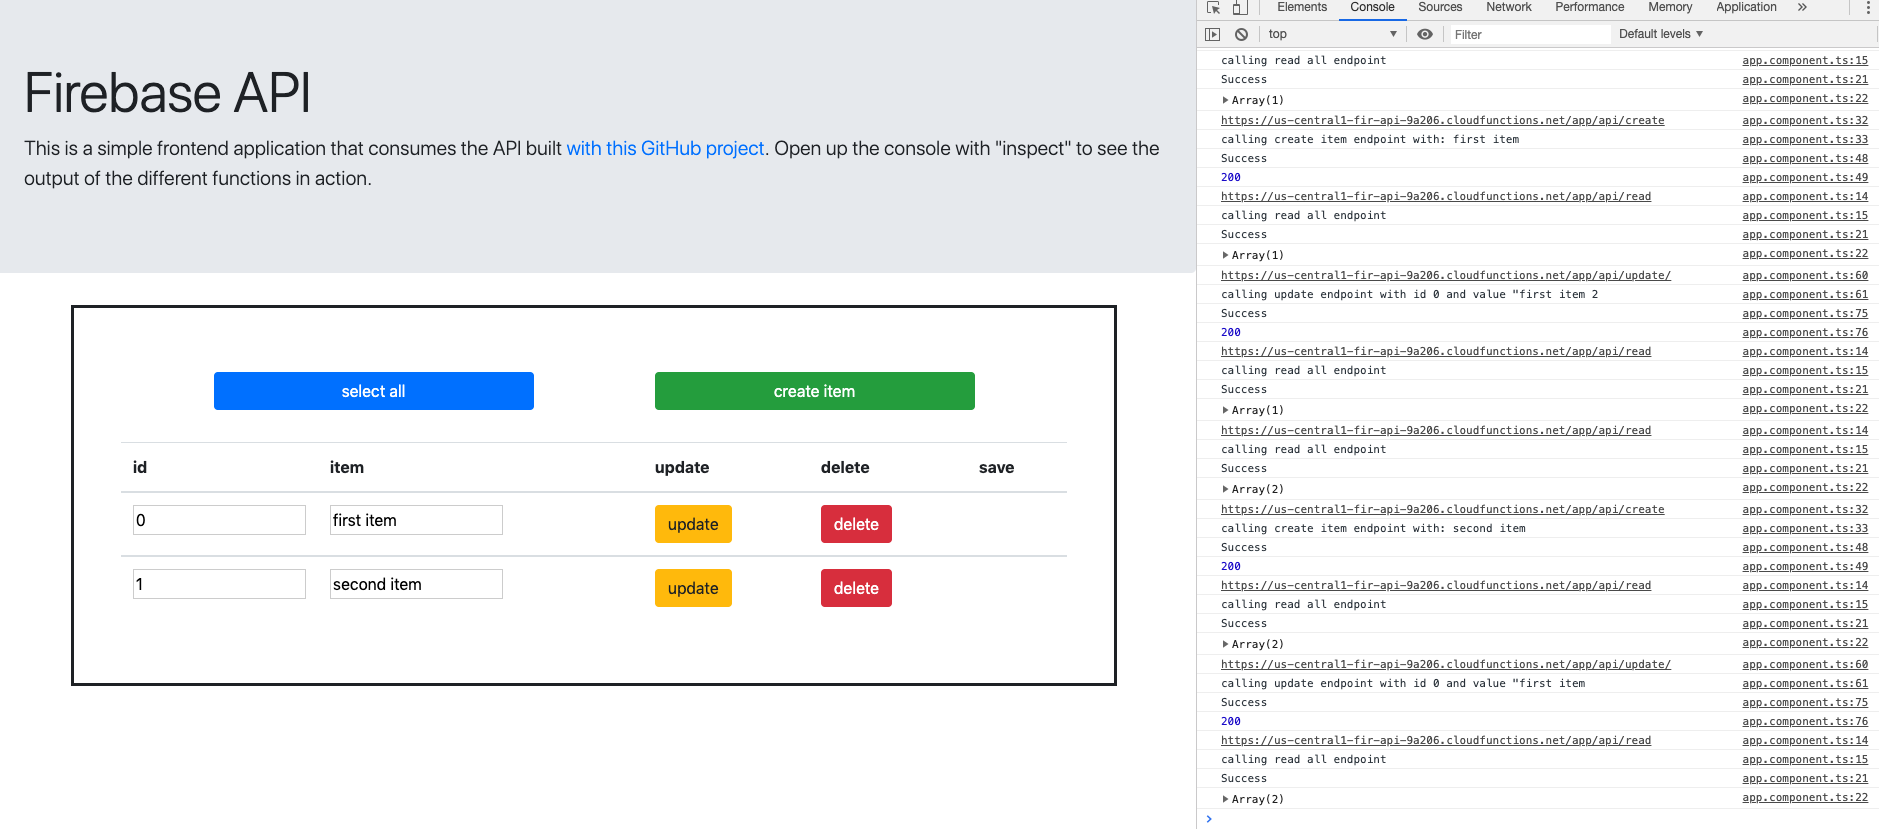 Firebase API
This is a simple frontend application that consumes the API built with this GitHub project. Open up the console with "inspect" to see the
output of the different functions in action.
select all create item
id item update delete save
0 first item update delete
1 second item update delete
Elements Console Sources Network Performance Memory Application »
top ▼ Filter Default levels ▼
calling read all endpoint app.component.ts:15
Success app.component.ts:21
▶Array(1) app.component.ts:22
https://us-central1-fir-api-9a206.cloudfunctions.net/app/api/create app.component.ts:32
calling create item endpoint with: first item app.component.ts:33
Success app.component.ts:48
200 app.component.ts:49
https://us-central1-fir-api-9a206.cloudfunctions.net/app/api/read app.component.ts:14
calling read all endpoint app.component.ts:15
Success app.component.ts:21
▶Array(1) app.component.ts:22
https://us-central1-fir-api-9a206.cloudfunctions.net/app/api/update/ app.component.ts:60
calling update endpoint with id 0 and value "first item 2 app.component.ts:61
Success app.component.ts:75
200 app.component.ts:76
https://us-central1-fir-api-9a206.cloudfunctions.net/app/api/read app.component.ts:14
calling read all endpoint app.component.ts:15
Success app.component.ts:21
▶Array(1) app.component.ts:22
https://us-central1-fir-api-9a206.cloudfunctions.net/app/api/read app.component.ts:14
calling read all endpoint app.component.ts:15
Success app.component.ts:21
▶Array(2) app.component.ts:22
https://us-central1-fir-api-9a206.cloudfunctions.net/app/api/create app.component.ts:32
calling create item endpoint with: second item app.component.ts:33
Success app.component.ts:48
200 app.component.ts:49
https://us-central1-fir-api-9a206.cloudfunctions.net/app/api/read app.component.ts:14
calling read all endpoint app.component.ts:15
Success app.component.ts:21
▶Array(2) app.component.ts:22
https://us-central1-fir-api-9a206.cloudfunctions.net/app/api/update/ app.component.ts:60
calling update endpoint with id 0 and value "first item app.component.ts:61
Success app.component.ts:75
200 app.component.ts:76
https://us-central1-fir-api-9a206.cloudfunctions.net/app/api/read app.component.ts:14
calling read all endpoint app.component.ts:15
Success app.component.ts:21
▶Array(2) app.component.ts:22